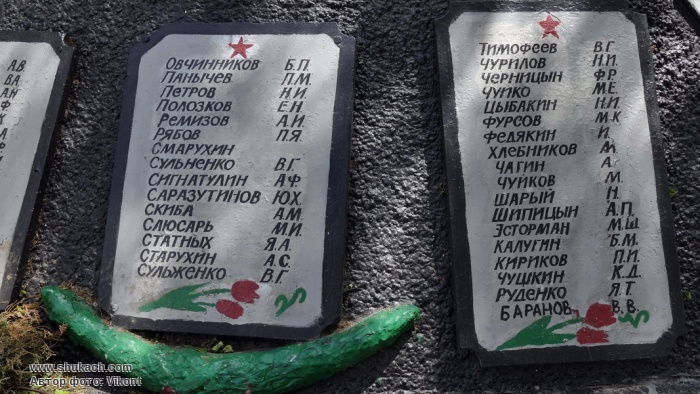 А.В
В.А
Овчинников Б.П.
Панычев П.М.
Петров Н.И.
Полозков Е.Н.
Ремизов А.И.
Рябов П.Я.
Смарухин
Сульненко В.Г.
Сигнатулин А.Ф.
Саразутинов Ю.Х.
Скиба А.М.
Слюсарь М.И.
Статных Я.А.
Старухин А.С.
Сульженко В.Г.
Тимофеев В.Г.
Чурилов Н.И.
Черницын Ф.Р.
Чуйко М.Е.
Цыбакин Н.И.
Фурсов М.К
Федякин И.
Хлебников М.
Чагин А.
Чуйков М.
Шарый Н.
Шипицын А.П.
Эсторман М.Ш.
Калугин Б.М.
Кириков П.И.
Чушкин К.Д.
Руденко Я.Т.
Баранов В.В.
www.shukach.com
Автор фото: Vikont